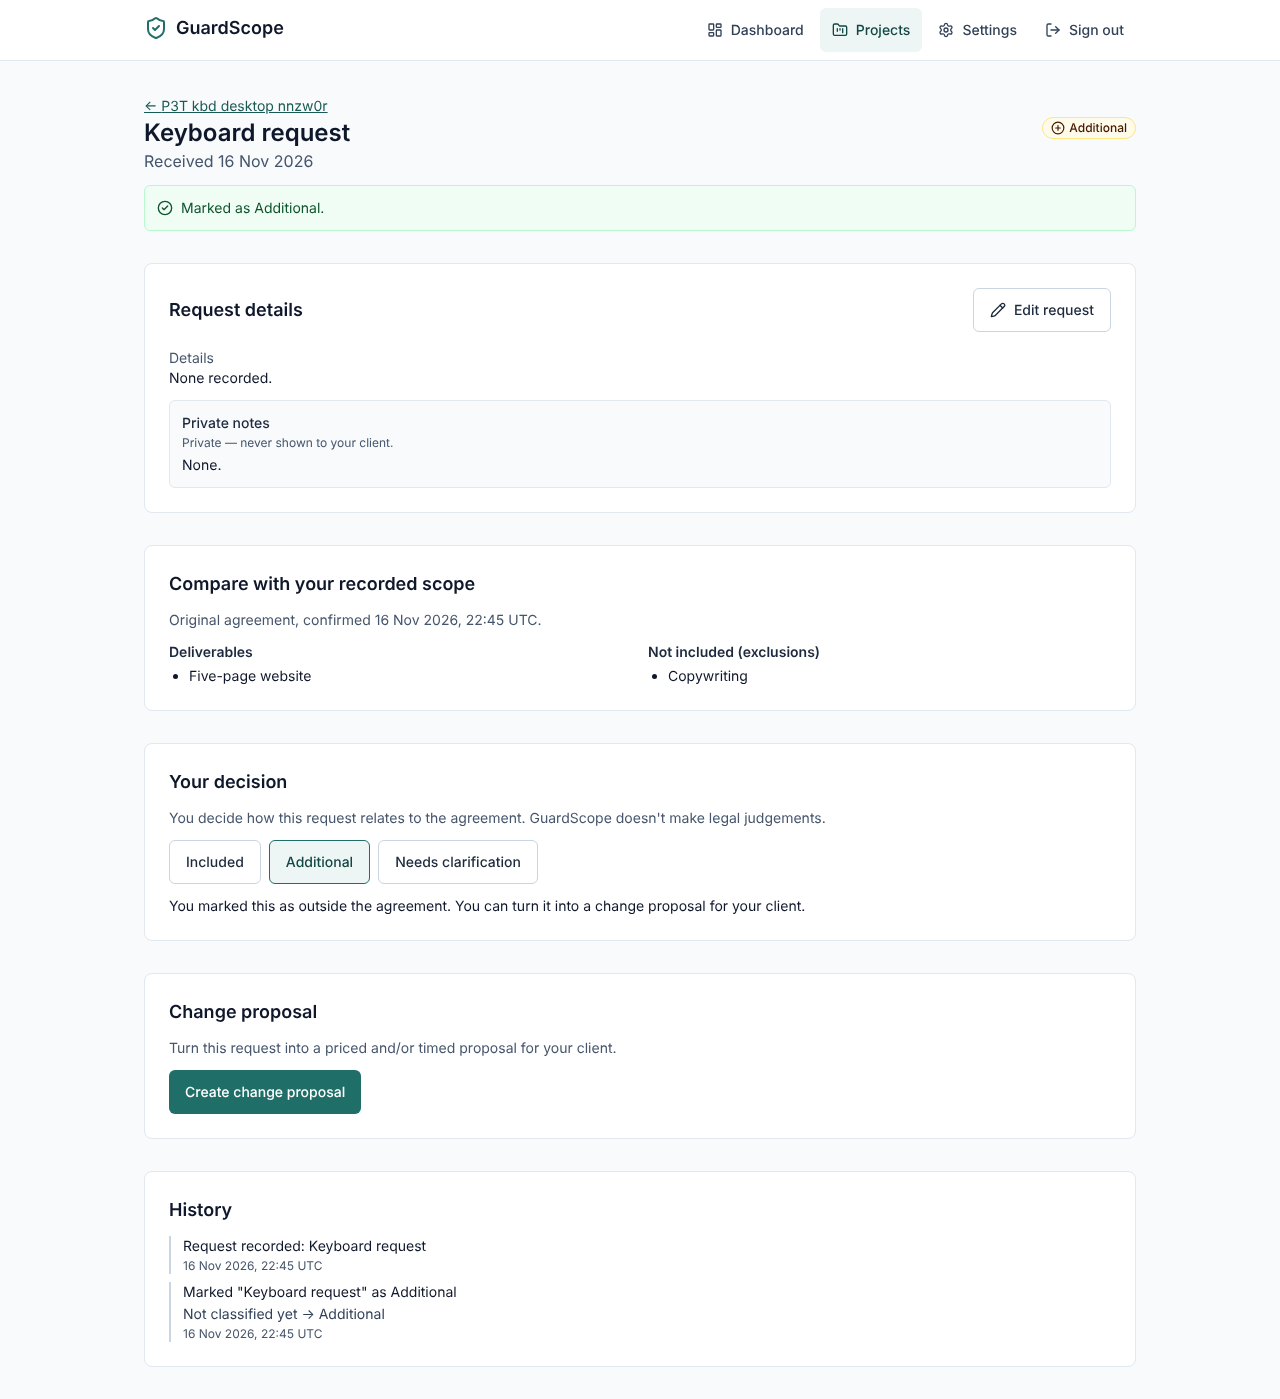 GuardScope
Dashboard
Projects
Settings
Sign out
← P3T kbd desktop nnzw0r
Keyboard request
Additional
Received 16 Nov 2026
Marked as Additional.
Request details
Edit request
Details
None recorded.
Private notes
Private — never shown to your client.
None.
Compare with your recorded scope
Original agreement, confirmed 16 Nov 2026, 22:45 UTC.
Deliverables
• Five-page website
Not included (exclusions)
• Copywriting
Your decision
You decide how this request relates to the agreement. GuardScope doesn't make legal judgements.
Included
Additional
Needs clarification
You marked this as outside the agreement. You can turn it into a change proposal for your client.
Change proposal
Turn this request into a priced and/or timed proposal for your client.
Create change proposal
History
Request recorded: Keyboard request
16 Nov 2026, 22:45 UTC
Marked "Keyboard request" as Additional
Not classified yet → Additional
16 Nov 2026, 22:45 UTC